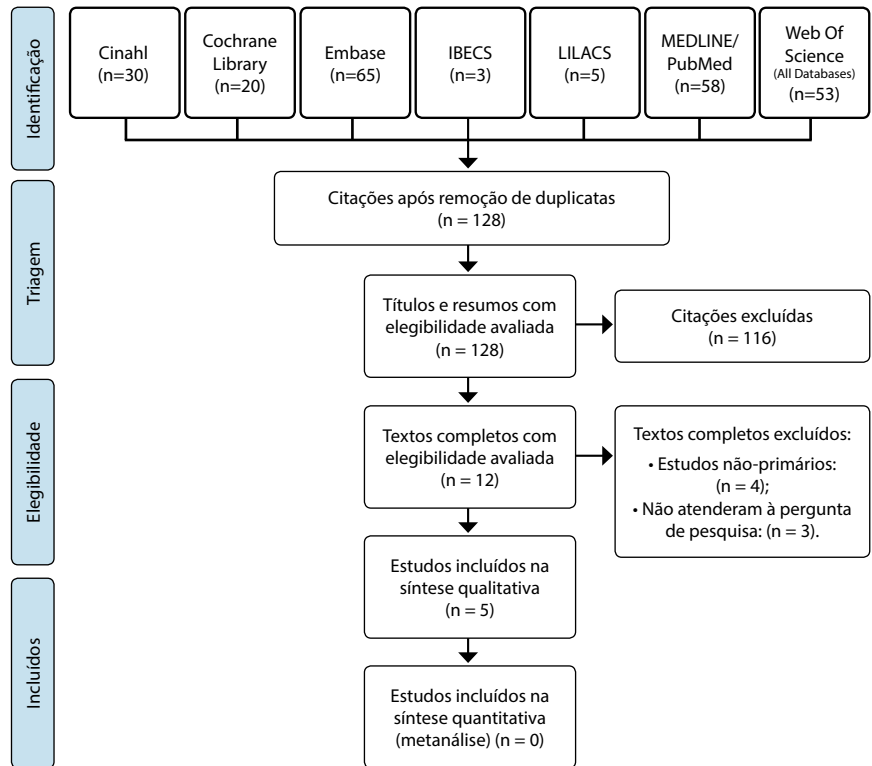 Identificação
Cinahl
(n=30)
Cochrane
Library
(n=20)
Embase
(n=65)
IBECS
(n=3)
LILACS
(n=5)
MEDLINE/
PubMed
(n=58)
Web Of
Science
(All Databases)
(n=53)
Triagem
Citações após remoção de duplicatas
(n = 128)
Títulos e resumos com
elegibilidade avaliada
(n = 128)
Citações excluídas
(n = 116)
Elegibilidade
Textos completos com
elegibilidade avaliada
(n = 12)
Textos completos excluídos:
• Estudos não-primários:
(n = 4);
• Não atenderam à pergunta
de pesquisa: (n = 3).
Estudos incluídos na
síntese qualitativa
(n = 5)
Incluídos
Estudos incluídos na
síntese quantitativa
(metanálise) (n = 0)